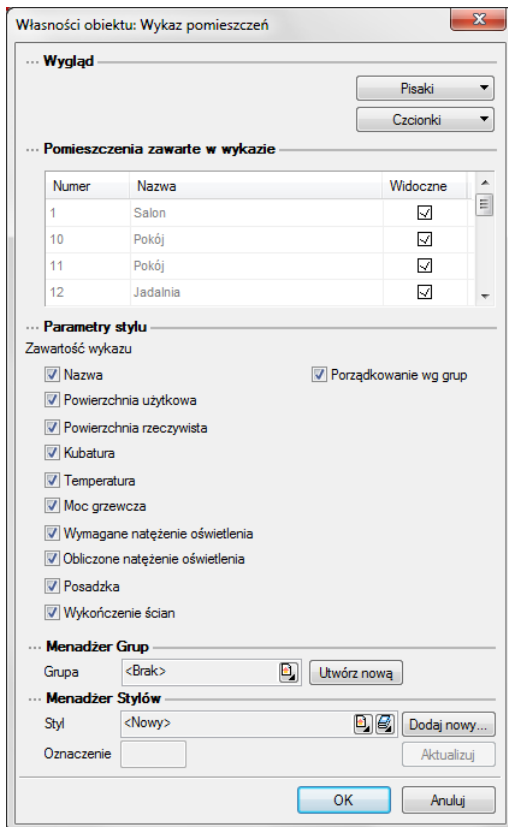 Własności obiektu: Wykaz pomieszczeń
Wygląd
Pisaki
Czcionki
Pomieszczenia zawarte w wykazie
Numer Nazwa Widoczne
1 Salon
10 Pokój
11 Pokój
12 Jadalnia
Parametry stylu
Zawartość wykazu
Nazwa Porządkowanie wg grup
Powierzchnia użytkowa
Powierzchnia rzeczywista
Kubatura
Temperatura
Moc grzewcza
Wymagane natężenie oświetlenia
Obliczone natężenie oświetlenia
Posadzka
Wykończenie ścian
Menadżer Grup
Grupa <Brak> Utwórz nową
Menadżer Stylów
Styl <Nowy> Dodaj nowy...
Oznaczenie Aktualizuj
OK Anuluj